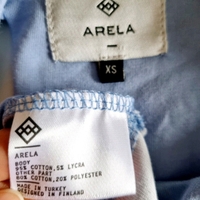 ARELA
XS
ARELA
BODY
95% COTTON,5% LYCRA
OTHER PART
80% COTTON,20% POLYESTER
MADE IN TURKEY
DESIGNED IN FINLAND